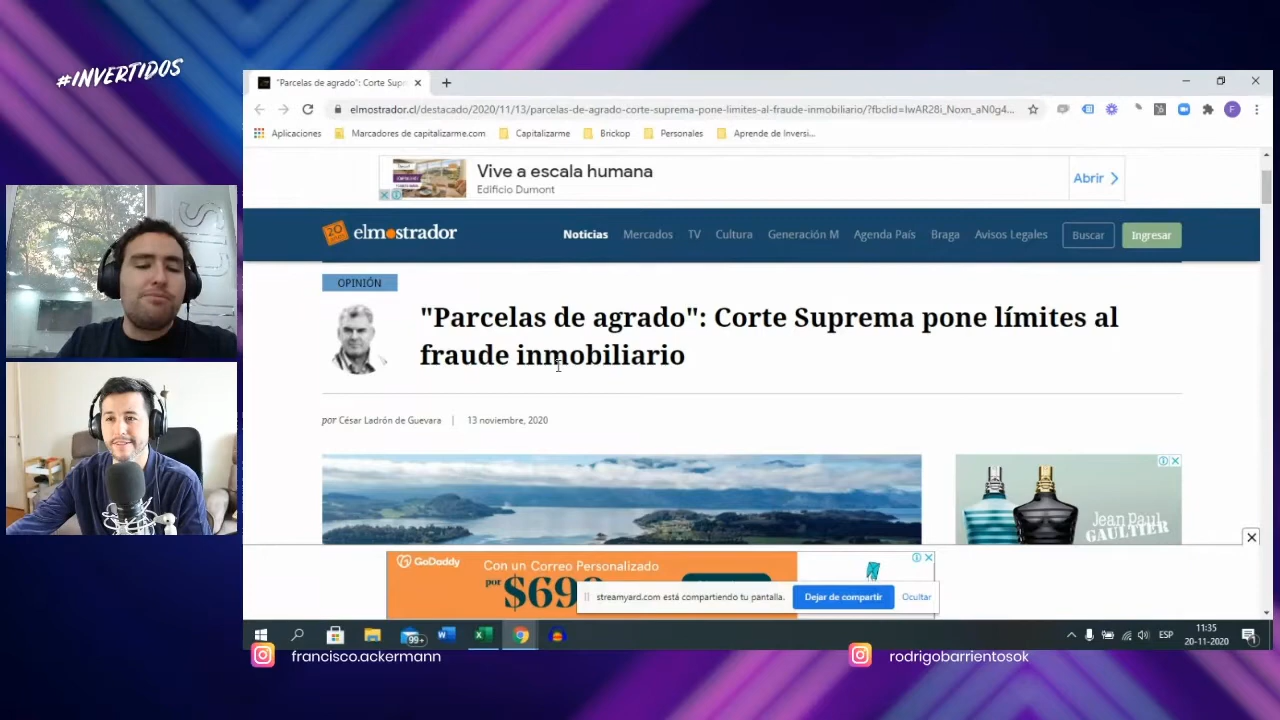 #INVERTIDOS
"Parcelas de agrado": Corte Supr
elmostrador.cl/destacado/2020/11/13/parcelas-de-agrado-corte-suprema-pone-limites-al-fraude-inmobiliario/?fbclid=IwAR28i_Noxn_aN0g4...
Aplicaciones
Marcadores de capitalizarme.com
Capitalizarme
Brickop
Personales
Aprende de Inversi...
F
Vive a escala humana
Edificio Dumont
Abrir
20
elmostrador
Noticias
Mercados
TV
Cultura
Generación M
Agenda País
Braga
Avisos Legales
Buscar
Ingresar
OPINIÓN
"Parcelas de agrado": Corte Suprema pone límites al
fraude inmobiliario
por César Ladrón de Guevara | 13 noviembre, 2020
Jean Paul
GAULTIER
GoDaddy
Con un Correo Personalizado
por $69
streamyard.com está compartiendo tu pantalla.
Dejar de compartir
Ocultar
99+
ESP
11:35
20-11-2020
francisco.ackermann
rodrigobarrientosok